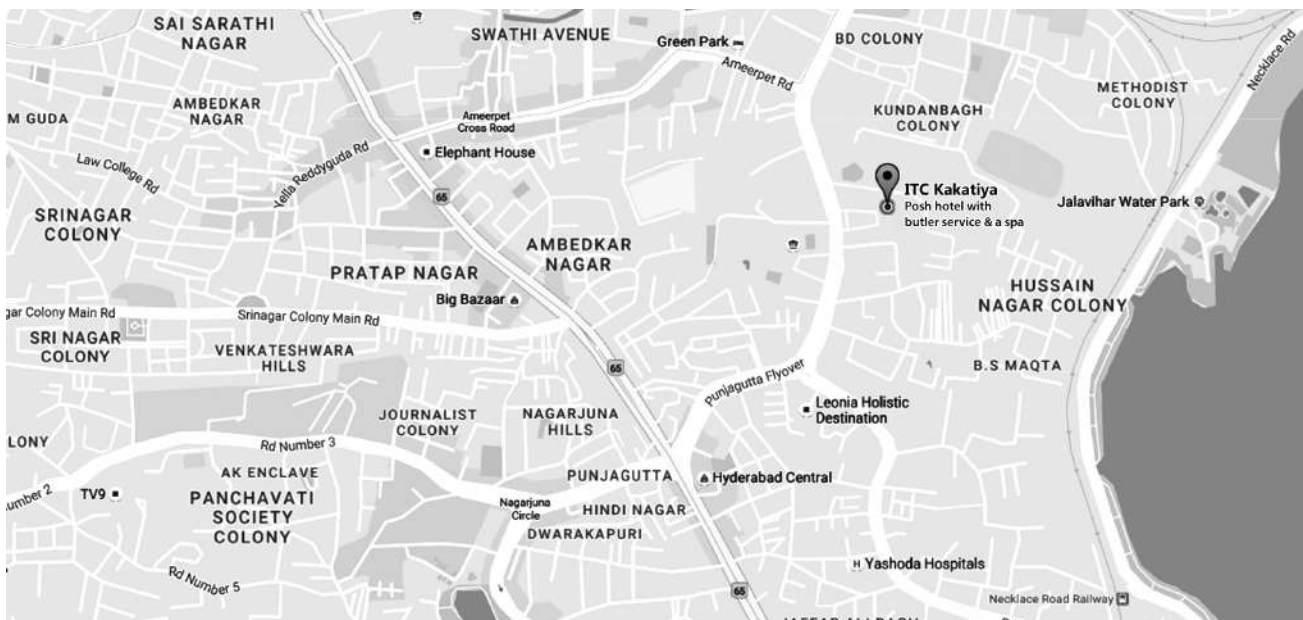 SAI SARATHI
NAGAR
SWATHI AVENUE
Green Park
BD COLONY
Necklace Rd
Ameerpet Rd
METHODIST
COLONY
AMBEDKAR
NAGAR
KUNDANBAGH
COLONY
M GUDA
Ameerpet
Cross Road
Elephant House
Law College Rd
Yella Reddyguda Rd
65
ITC Kakatiya
Posh hotel with
butler service & a spa
Jalavihar Water Park
SRINAGAR
COLONY
AMBEDKAR
NAGAR
PRATAP NAGAR
HUSSAIN
NAGAR COLONY
Big Bazaar
gar Colony Main Rd
Srinagar Colony Main Rd
SRI NAGAR
COLONY
VENKATESHWARA
HILLS
65
B.S MAQTA
Punjagutta Flyover
Leonia Holistic
Destination
JOURNALIST
COLONY
NAGARJUNA
HILLS
OLONY
Rd Number 3
AK ENCLAVE
PUNJAGUTTA
Hyderabad Central
TV9
umber 2
PANCHAVATI
SOCIETY
COLONY
Nagarjuna
Circle
HINDI NAGAR
DWARAKAPURI
H Yashoda Hospitals
Rd Number 5
65
Necklace Road Railway